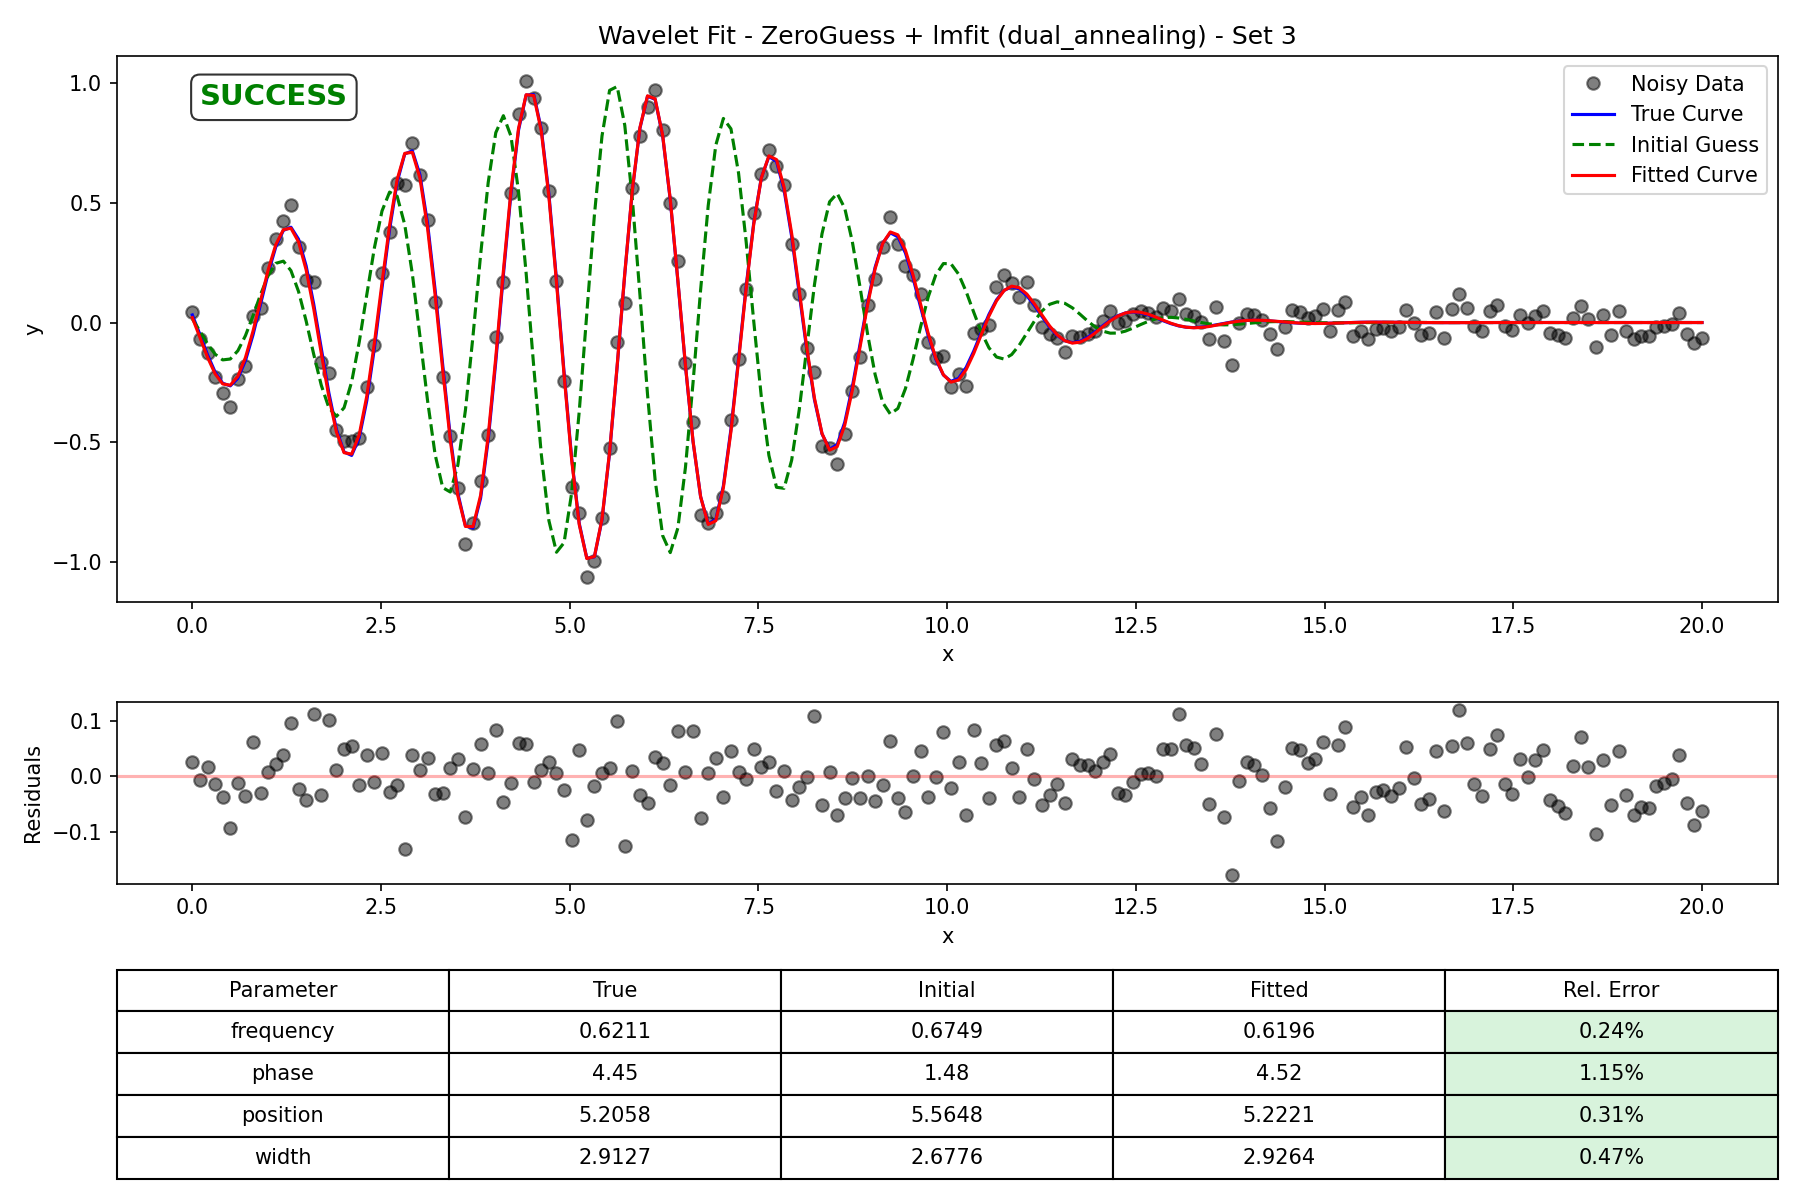 Wavelet Fit - ZeroGuess + lmfit (dual_annealing) - Set 3
SUCCESS
Noisy Data
True Curve
Initial Guess
Fitted Curve
y
1.0
0.5
0.0
−0.5
−1.0
0.0 2.5 5.0 7.5 10.0 12.5 15.0 17.5 20.0
x
Residuals
0.1
0.0
−0.1
0.0 2.5 5.0 7.5 10.0 12.5 15.0 17.5 20.0
x
Parameter True Initial Fitted Rel. Error
frequency 0.6211 0.6749 0.6196 0.24%
phase 4.45 1.48 4.52 1.15%
position 5.2058 5.5648 5.2221 0.31%
width 2.9127 2.6776 2.9264 0.47%